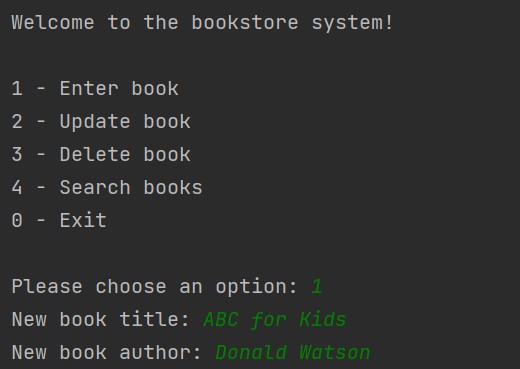 Welcome to the bookstore system!
1 - Enter book
2 - Update book
3 - Delete book
4 - Search books
0 - Exit
Please choose an option: 1
New book title: ABC for Kids
New book author: Donald Watson